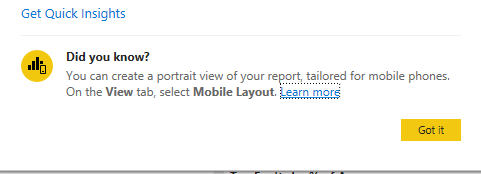 Get Quick Insights
Did you know?
You can create a portrait view of your report, tailored for mobile phones.
On the View tab, select Mobile Layout. Learn more
Got it